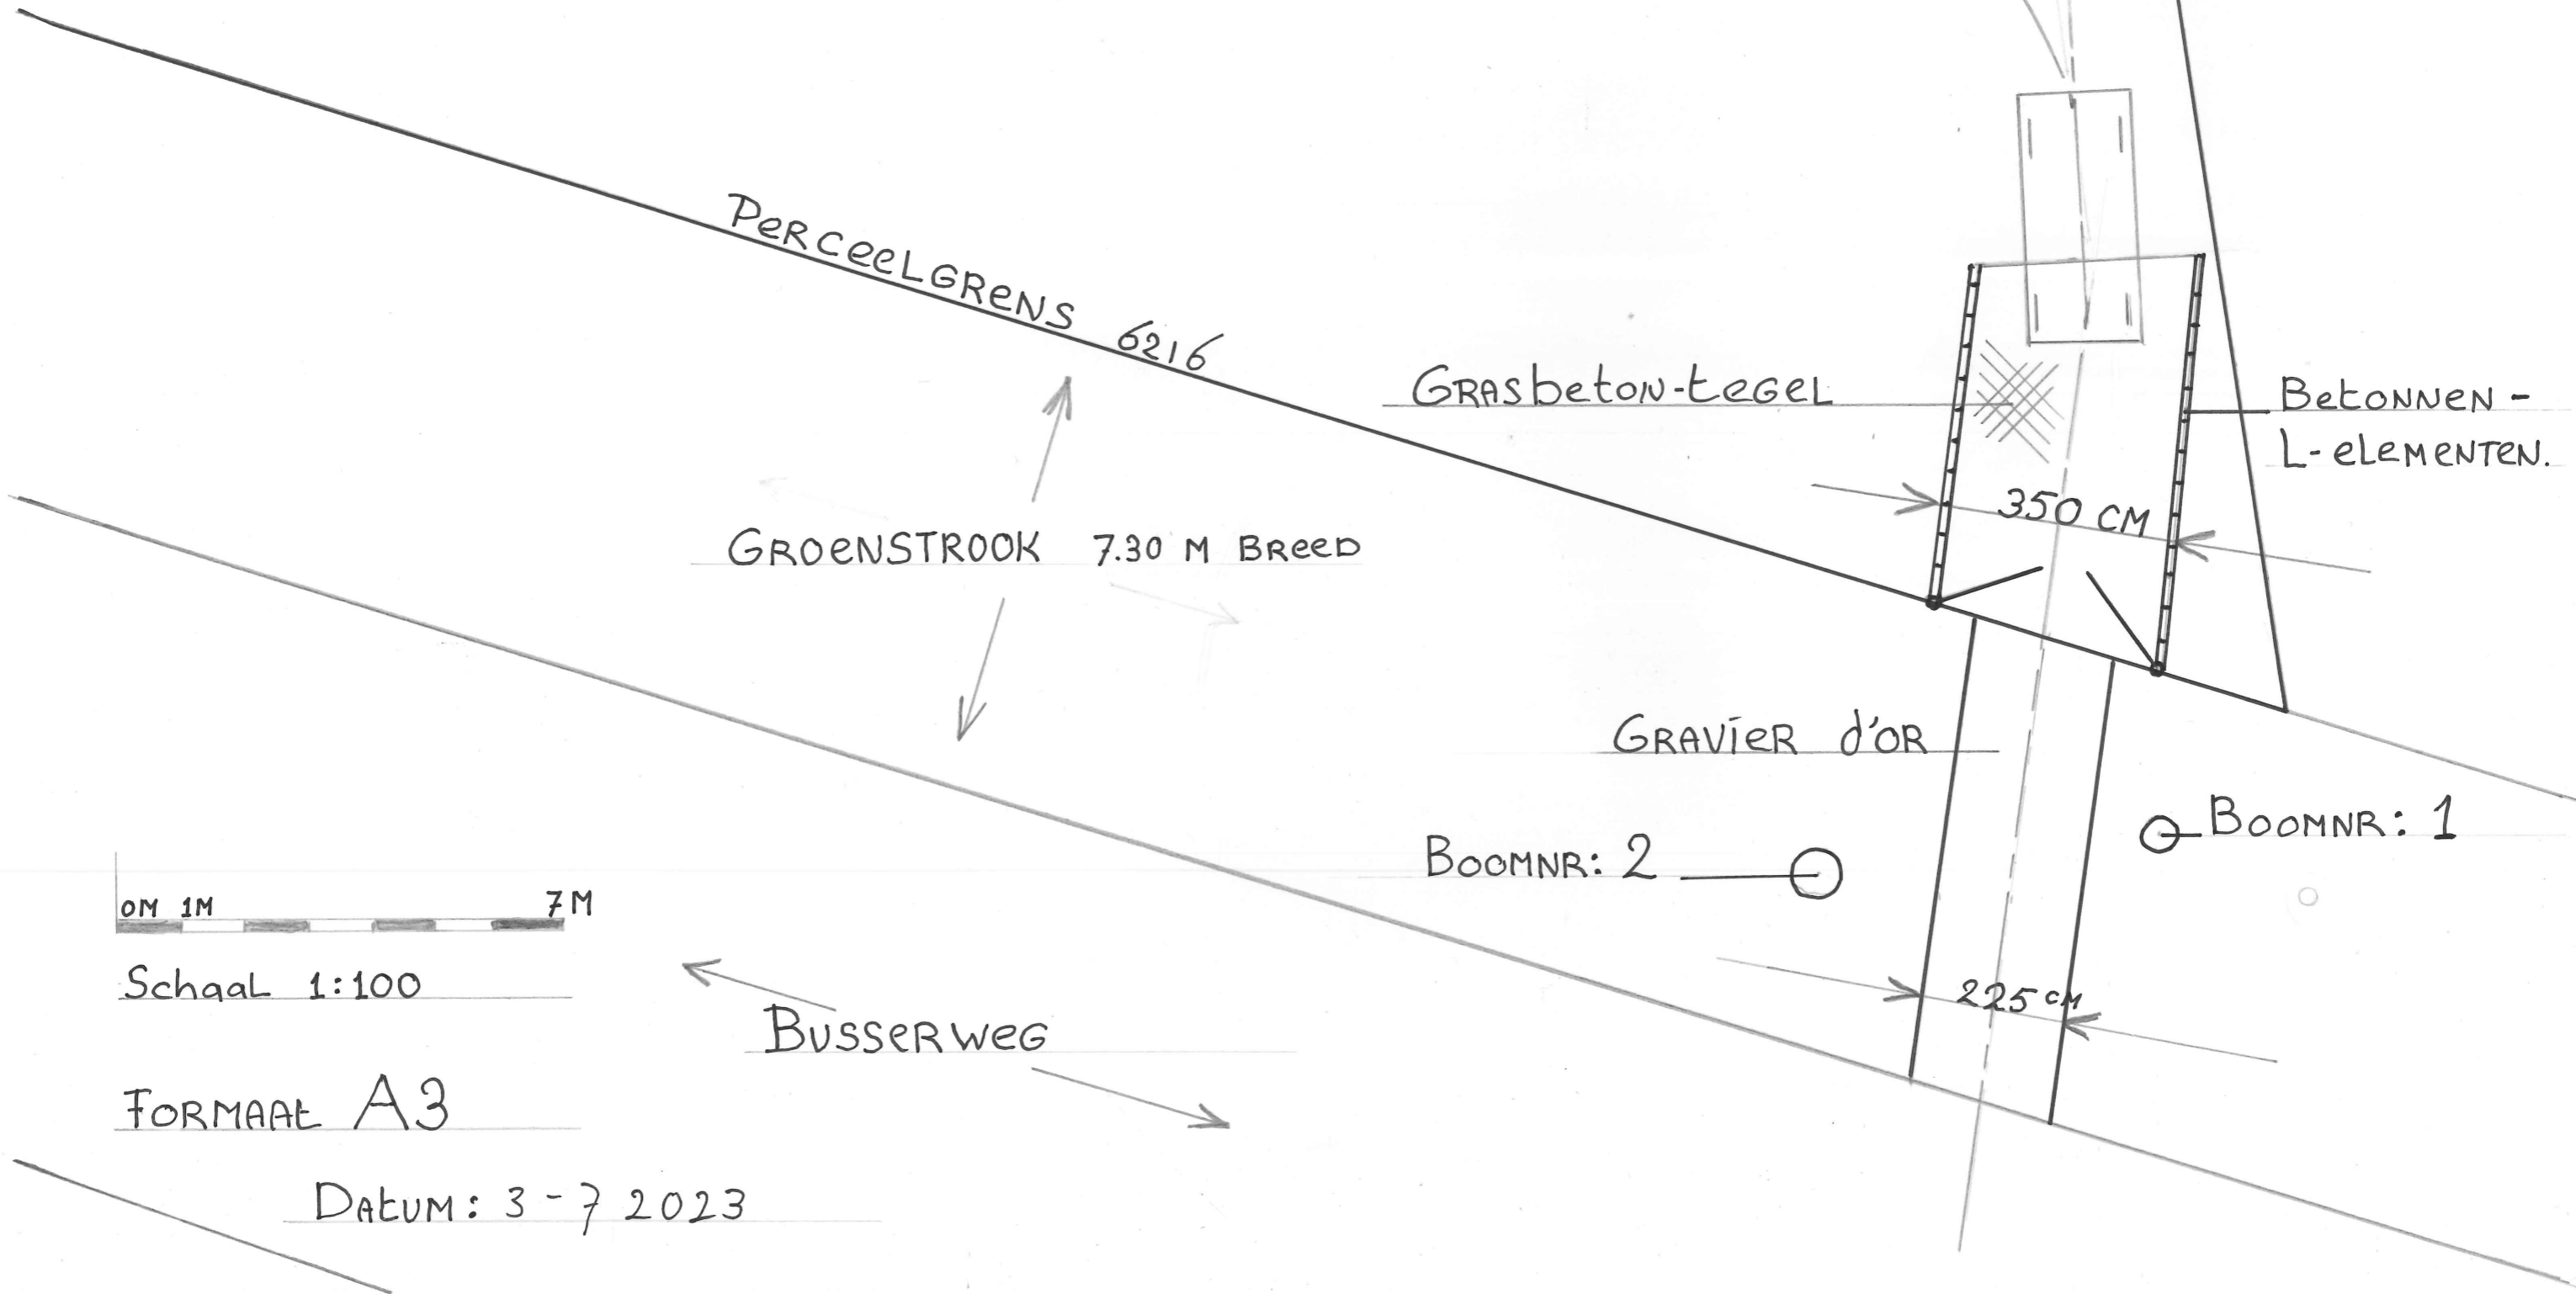 PERCEELGRENS 6216
GRASbETON-tEGEL
BETONNEN -
L-ELEMENTEN.
350 CM
GROENSTROOK 7.30 M BREED
GRAVIER d'OR
BOOMNR: 1
BOOMNR: 2
0M 1M 7M
Schaal 1:100
225 cM
BUSSERWEG
FORMAAt A3
DAtUM: 3 - 7 2023